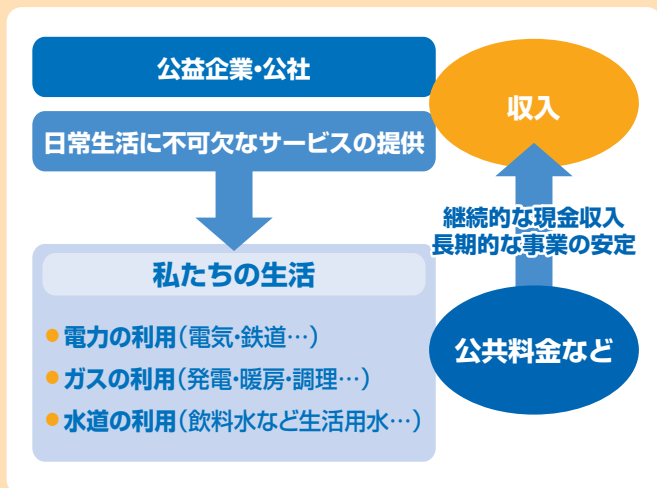 公益企業・公社
日常生活に不可欠なサービスの提供
私たちの生活
●電力の利用(電気・鉄道…)
●ガスの利用(発電・暖房・調理…)
●水道の利用(飲料水など生活用水…)
収入
継続的な現金収入
長期的な事業の安定
公共料金など